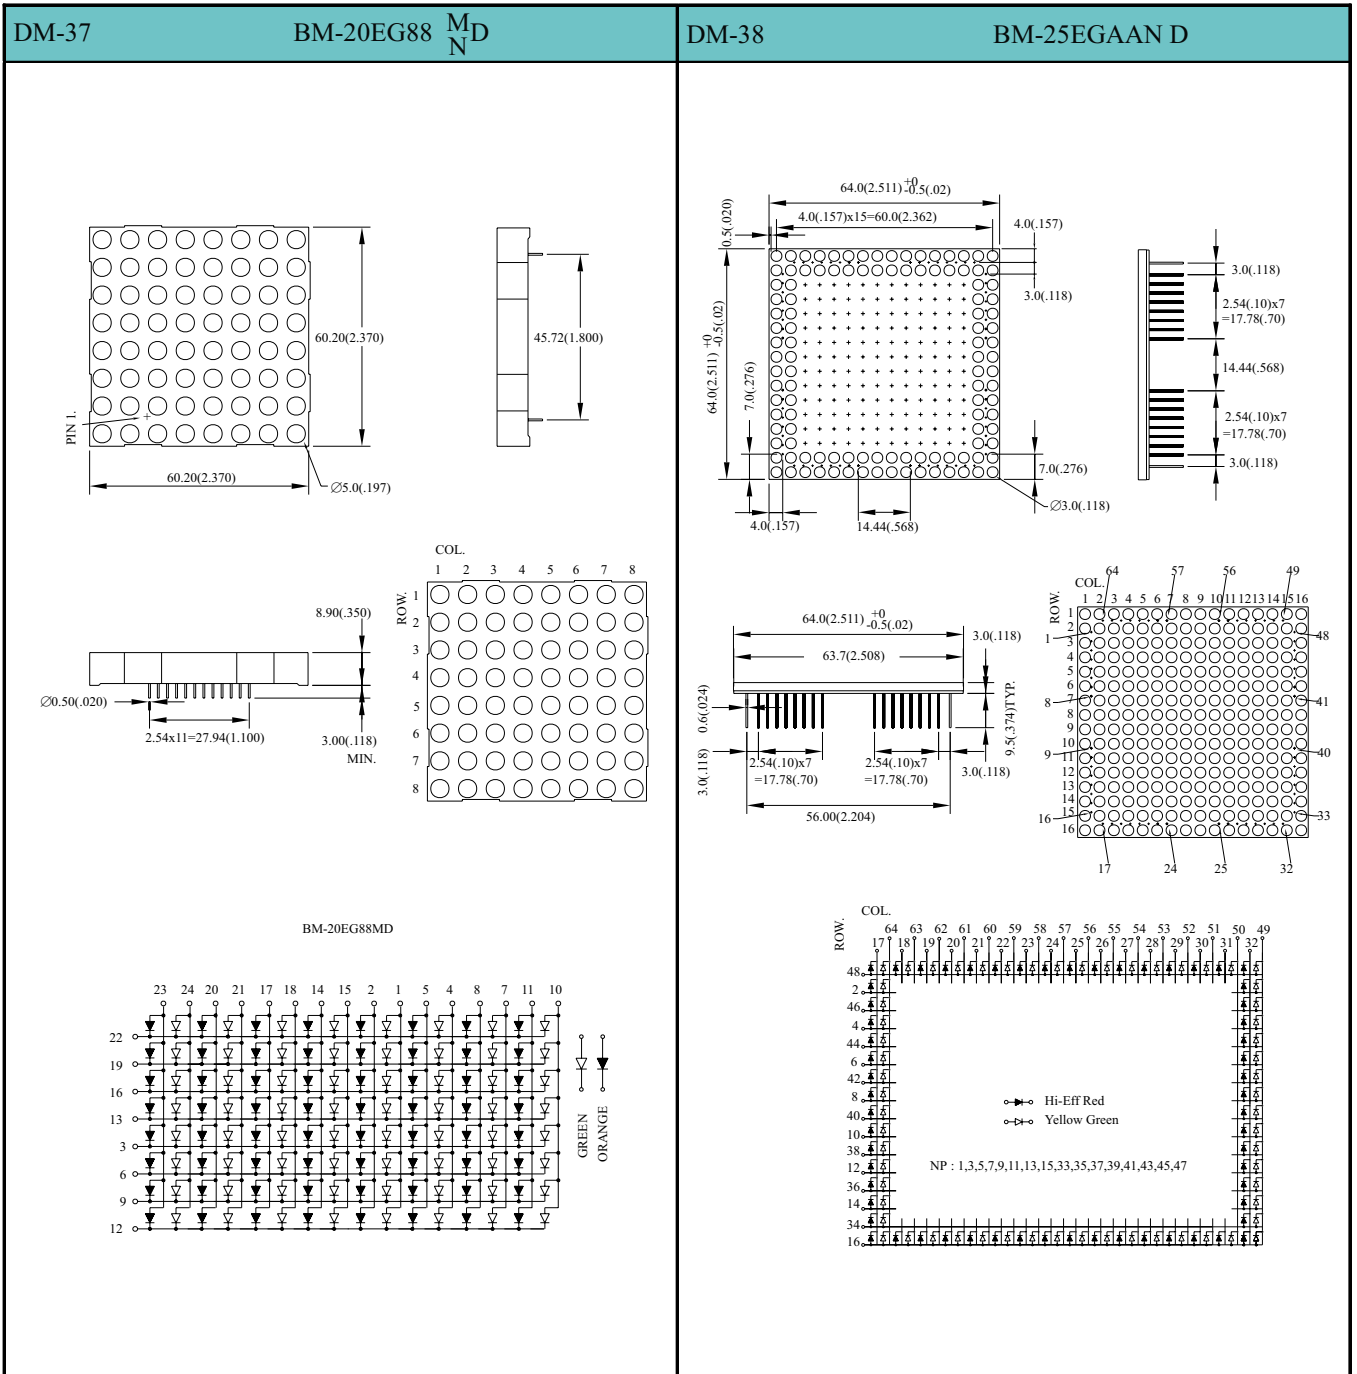 DM-37
BM-20EG88 M/N D
DM-38
BM-25EGAAN D
60.20(2.370)
45.72(1.800)
PIN 1.
60.20(2.370)
∅5.0(.197)
8.90(.350)
∅0.50(.020)
2.54x11=27.94(1.100)
3.00(.118)
MIN.
COL.
1 2 3 4 5 6 7 8
ROW.
1
2
3
4
5
6
7
8
BM-20EG88MD
23 24 20 21 17 18 14 15 2 1 5 4 8 7 11 10
22
19
16
13
3
6
9
12
GREEN
ORANGE
64.0(2.511) +0 -0.5(.02)
4.0(.157)x15=60.0(2.362)
0.5(.020)
4.0(.157)
3.0(.118)
64.0(2.511) +0 -0.5(.02)
7.0(.276)
7.0(.276)
∅3.0(.118)
4.0(.157)
14.44(.568)
3.0(.118)
2.54(.10)x7
=17.78(.70)
14.44(.568)
2.54(.10)x7
=17.78(.70)
3.0(.118)
64.0(2.511) +0 -0.5(.02)
63.7(2.508)
3.0(.118)
0.6(.024)
9.5(.374)TYP.
3.0(.118)
2.54(.10)x7
=17.78(.70)
2.54(.10)x7
=17.78(.70)
3.0(.118)
56.00(2.204)
64 57 56 49
COL.
1 2 3 4 5 6 7 8 9 10 11 12 13 14 15 16
ROW.
1
2
3
4
5
6
7
8
9
10
11
12
13
14
15
16
1
8
9
16
48
41
40
33
17 24 25 32
COL.
ROW.
64 63 62 61 60 59 58 57 56 55 54 53 52 51 50 49
17 18 19 20 21 22 23 24 25 26 27 28 29 30 31 32
48
2
46
4
44
6
42
8
40
10
38
12
36
14
34
16
Hi-Eff Red
Yellow Green
NP : 1,3,5,7,9,11,13,15,33,35,37,39,41,43,45,47